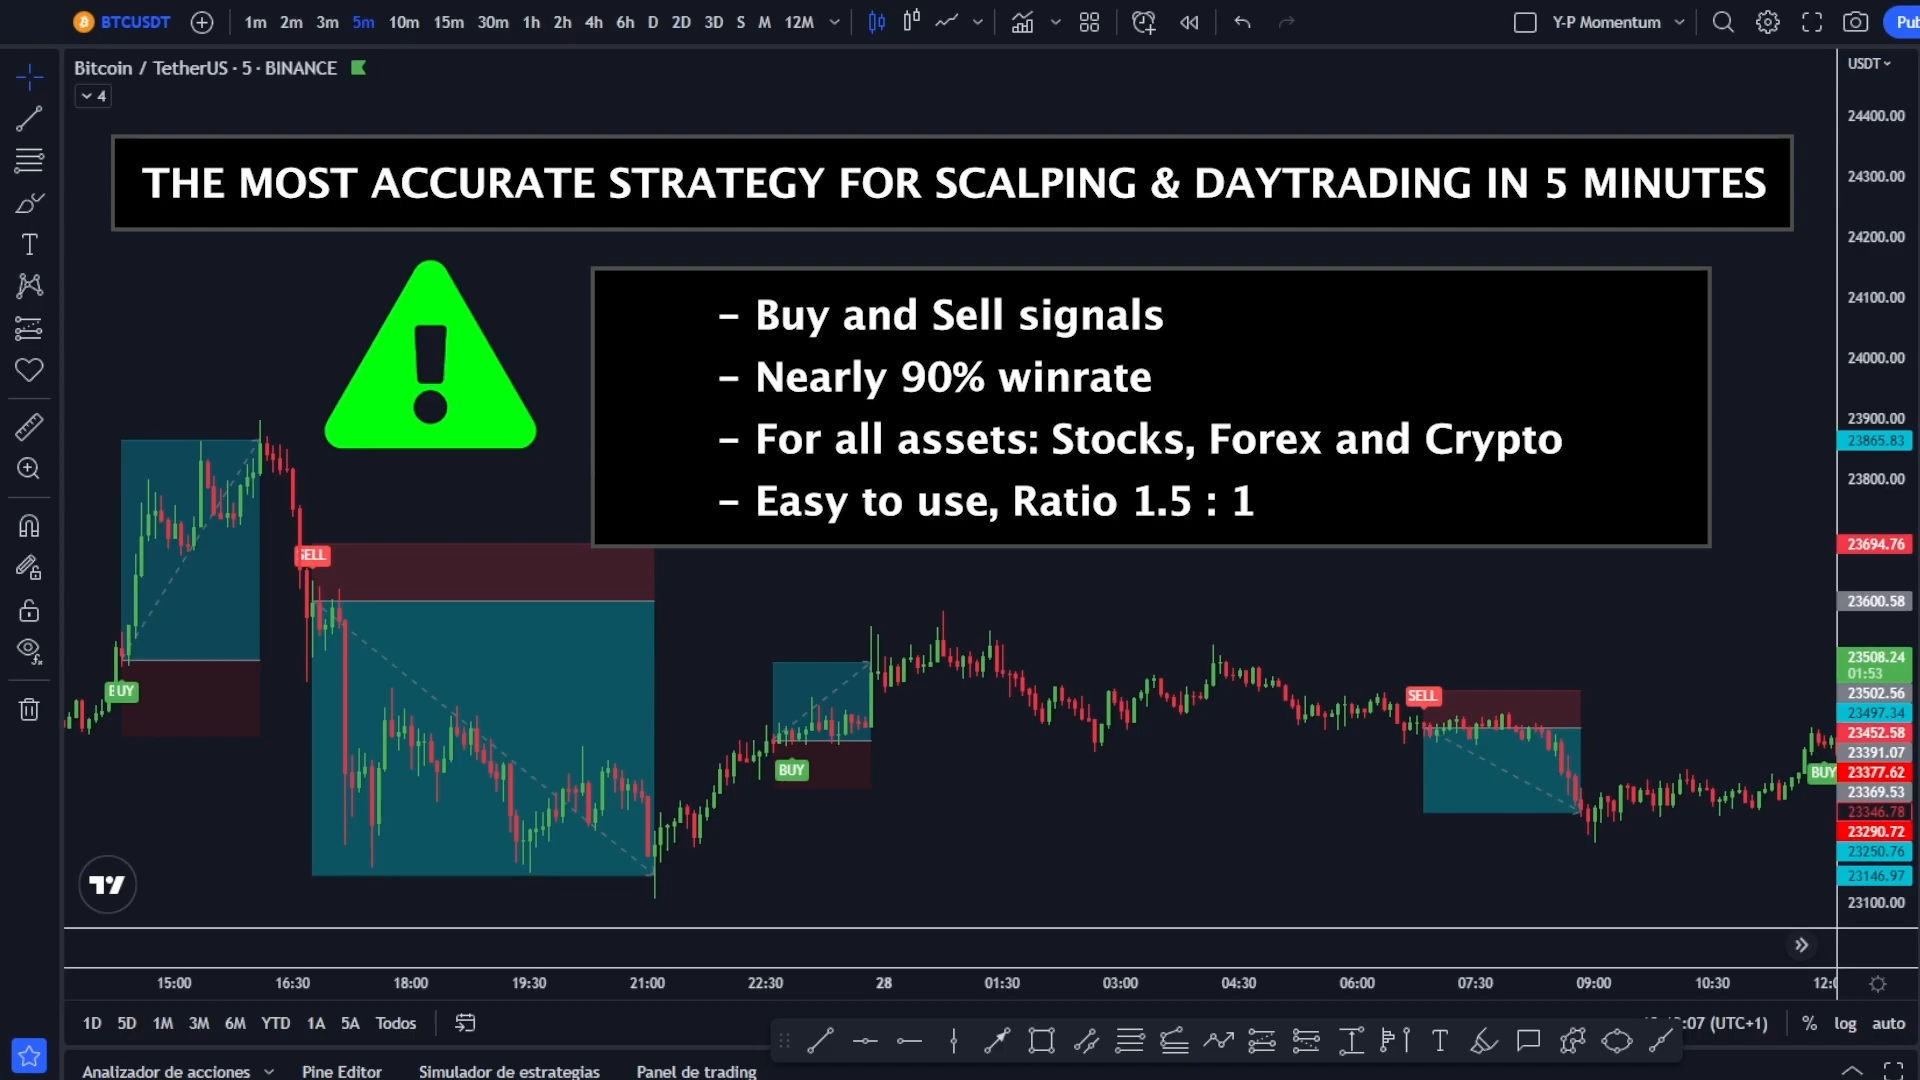 BTCUSDT 1m 2m 3m 5m 10m 15m 30m 1h 2h 4h 6h D 2D 3D S M 12M Y-P Momentum Pub
Bitcoin / TetherUS · 5 · BINANCE
USDT
4
THE MOST ACCURATE STRATEGY FOR SCALPING & DAYTRADING IN 5 MINUTES
- Buy and Sell signals
- Nearly 90% winrate
- For all assets: Stocks, Forex and Crypto
- Easy to use, Ratio 1.5 : 1
BUY
SELL
BUY
SELL
BUY
24400.00
24300.00
24200.00
24100.00
24000.00
23900.00
23865.83
23800.00
23694.76
23600.58
23508.24
01:53
23502.56
23497.34
23452.58
23391.07
23377.62
23369.53
23346.78
23290.72
23250.76
23146.97
23100.00
15:00 16:30 18:00 19:30 21:00 22:30 28 01:30 03:00 04:30 06:00 07:30 09:00 10:30
1D 5D 1M 3M 6M YTD 1A 5A Todos :07 (UTC+1) % log auto
Analizador de acciones Pine Editor Simulador de estrategias Panel de trading